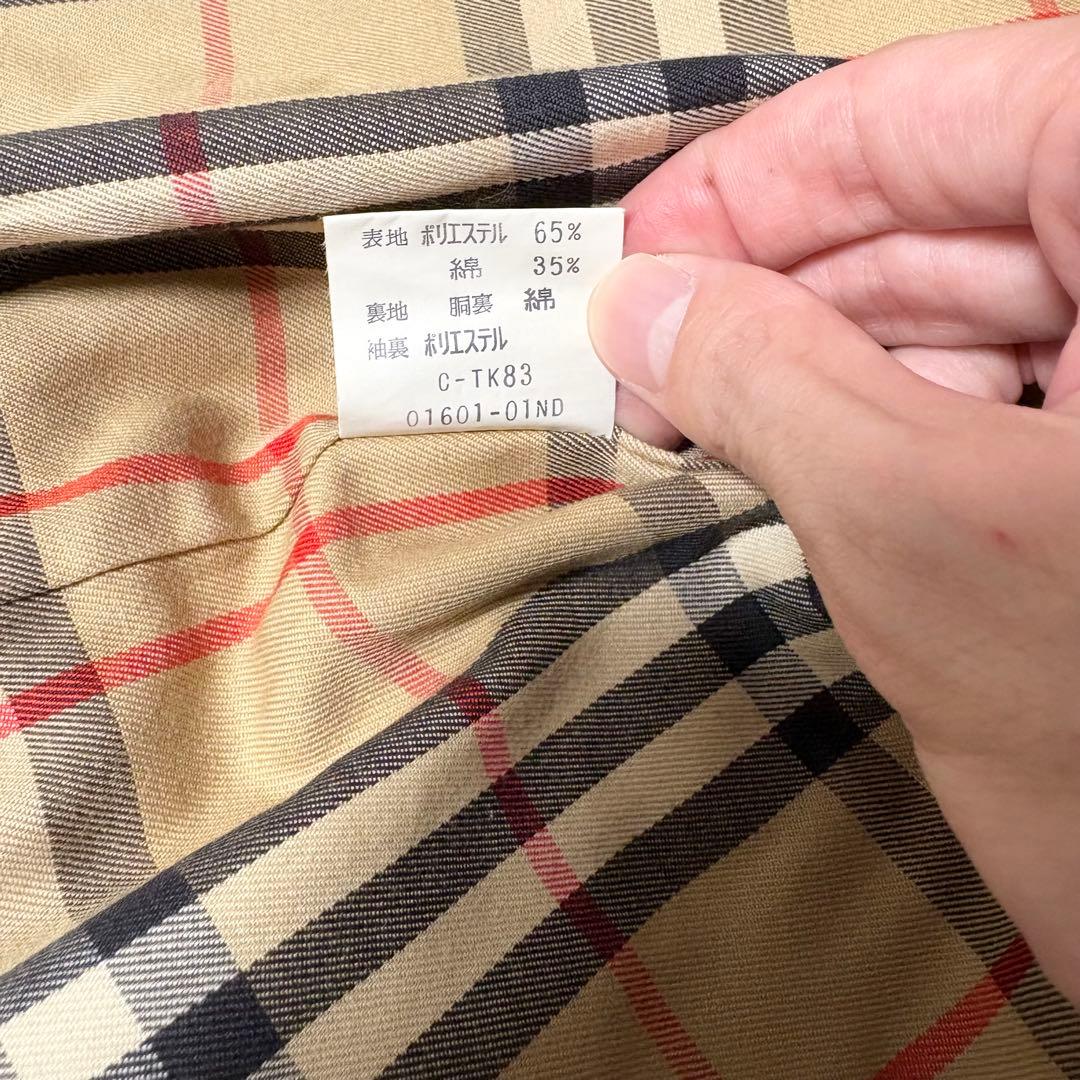 表地 ポリエステル 65%
綿 35%
裏地 胴裏 綿
袖裏 ポリエステル
C-TK83
01601-01ND